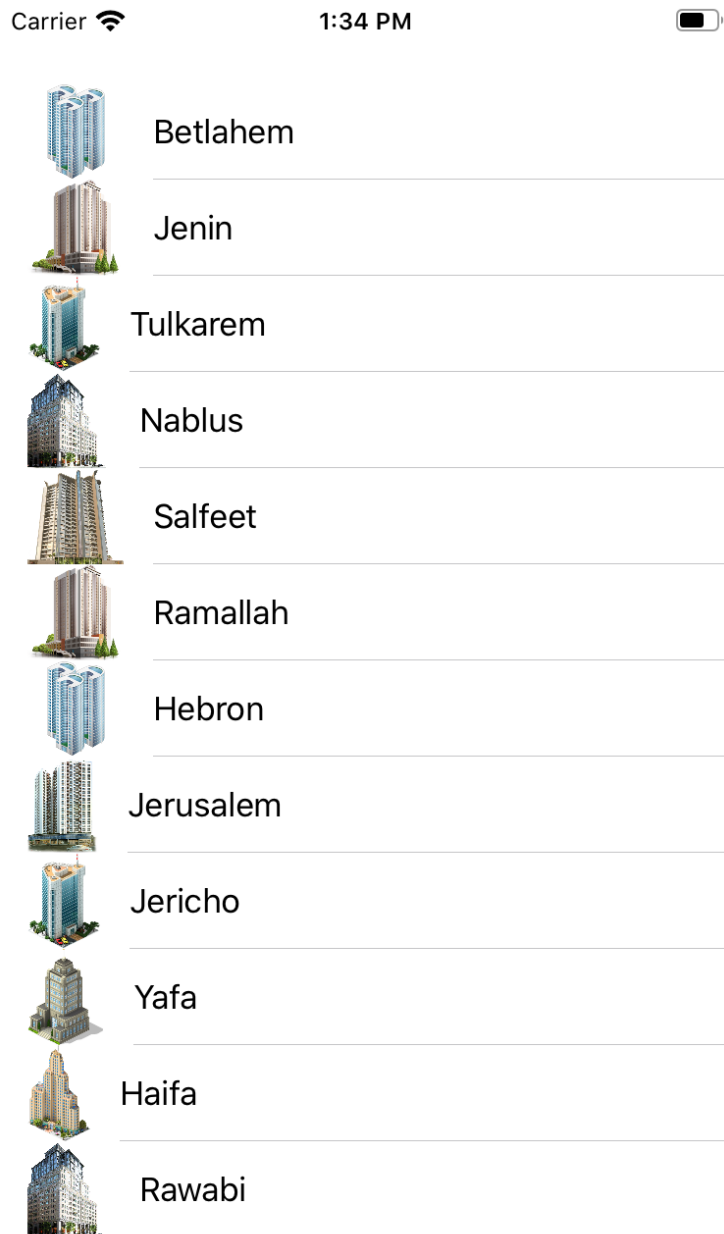 Carrier 1:34 PM
Betlahem
Jenin
Tulkarem
Nablus
Salfeet
Ramallah
Hebron
Jerusalem
Jericho
Yafa
Haifa
Rawabi